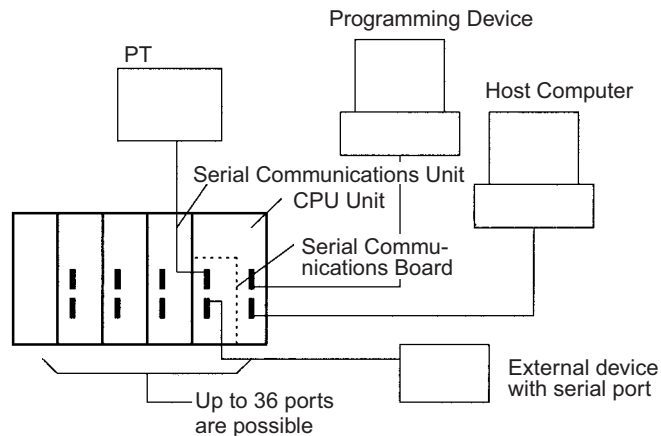 Programming Device
PT
Host Computer
Serial Communications Unit
CPU Unit
Serial Commu-
nications Board
External device
with serial port
Up to 36 ports
are possible